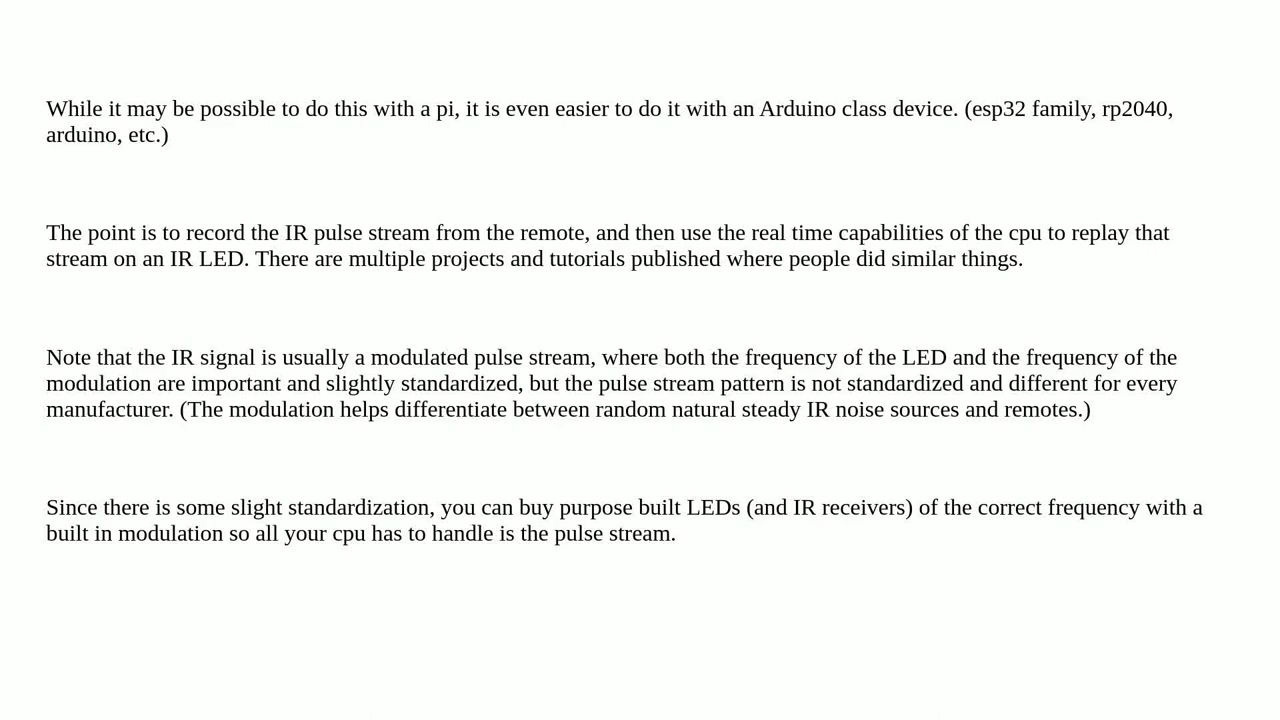 While it may be possible to do this with a pi, it is even easier to do it with an Arduino class device. (esp32 family, rp2040,
arduino, etc.)
The point is to record the IR pulse stream from the remote, and then use the real time capabilities of the cpu to replay that
stream on an IR LED. There are multiple projects and tutorials published where people did similar things.
Note that the IR signal is usually a modulated pulse stream, where both the frequency of the LED and the frequency of the
modulation are important and slightly standardized, but the pulse stream pattern is not standardized and different for every
manufacturer. (The modulation helps differentiate between random natural steady IR noise sources and remotes.)
Since there is some slight standardization, you can buy purpose built LEDs (and IR receivers) of the correct frequency with a
built in modulation so all your cpu has to handle is the pulse stream.